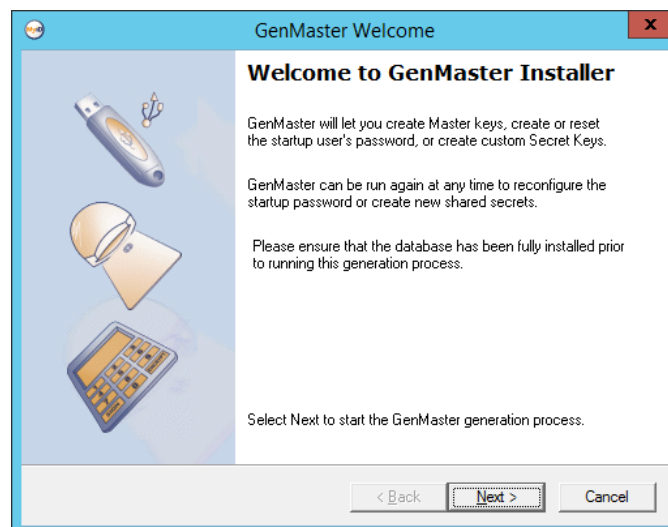 GenMaster Welcome
x
Welcome to GenMaster Installer
GenMaster will let you create Master keys, create or reset
the startup user's password, or create custom Secret Keys.
GenMaster can be run again at any time to reconfigure the
startup password or create new shared secrets.
Please ensure that the database has been fully installed prior
to running this generation process.
Select Next to start the GenMaster generation process.
< Back
Next >
Cancel